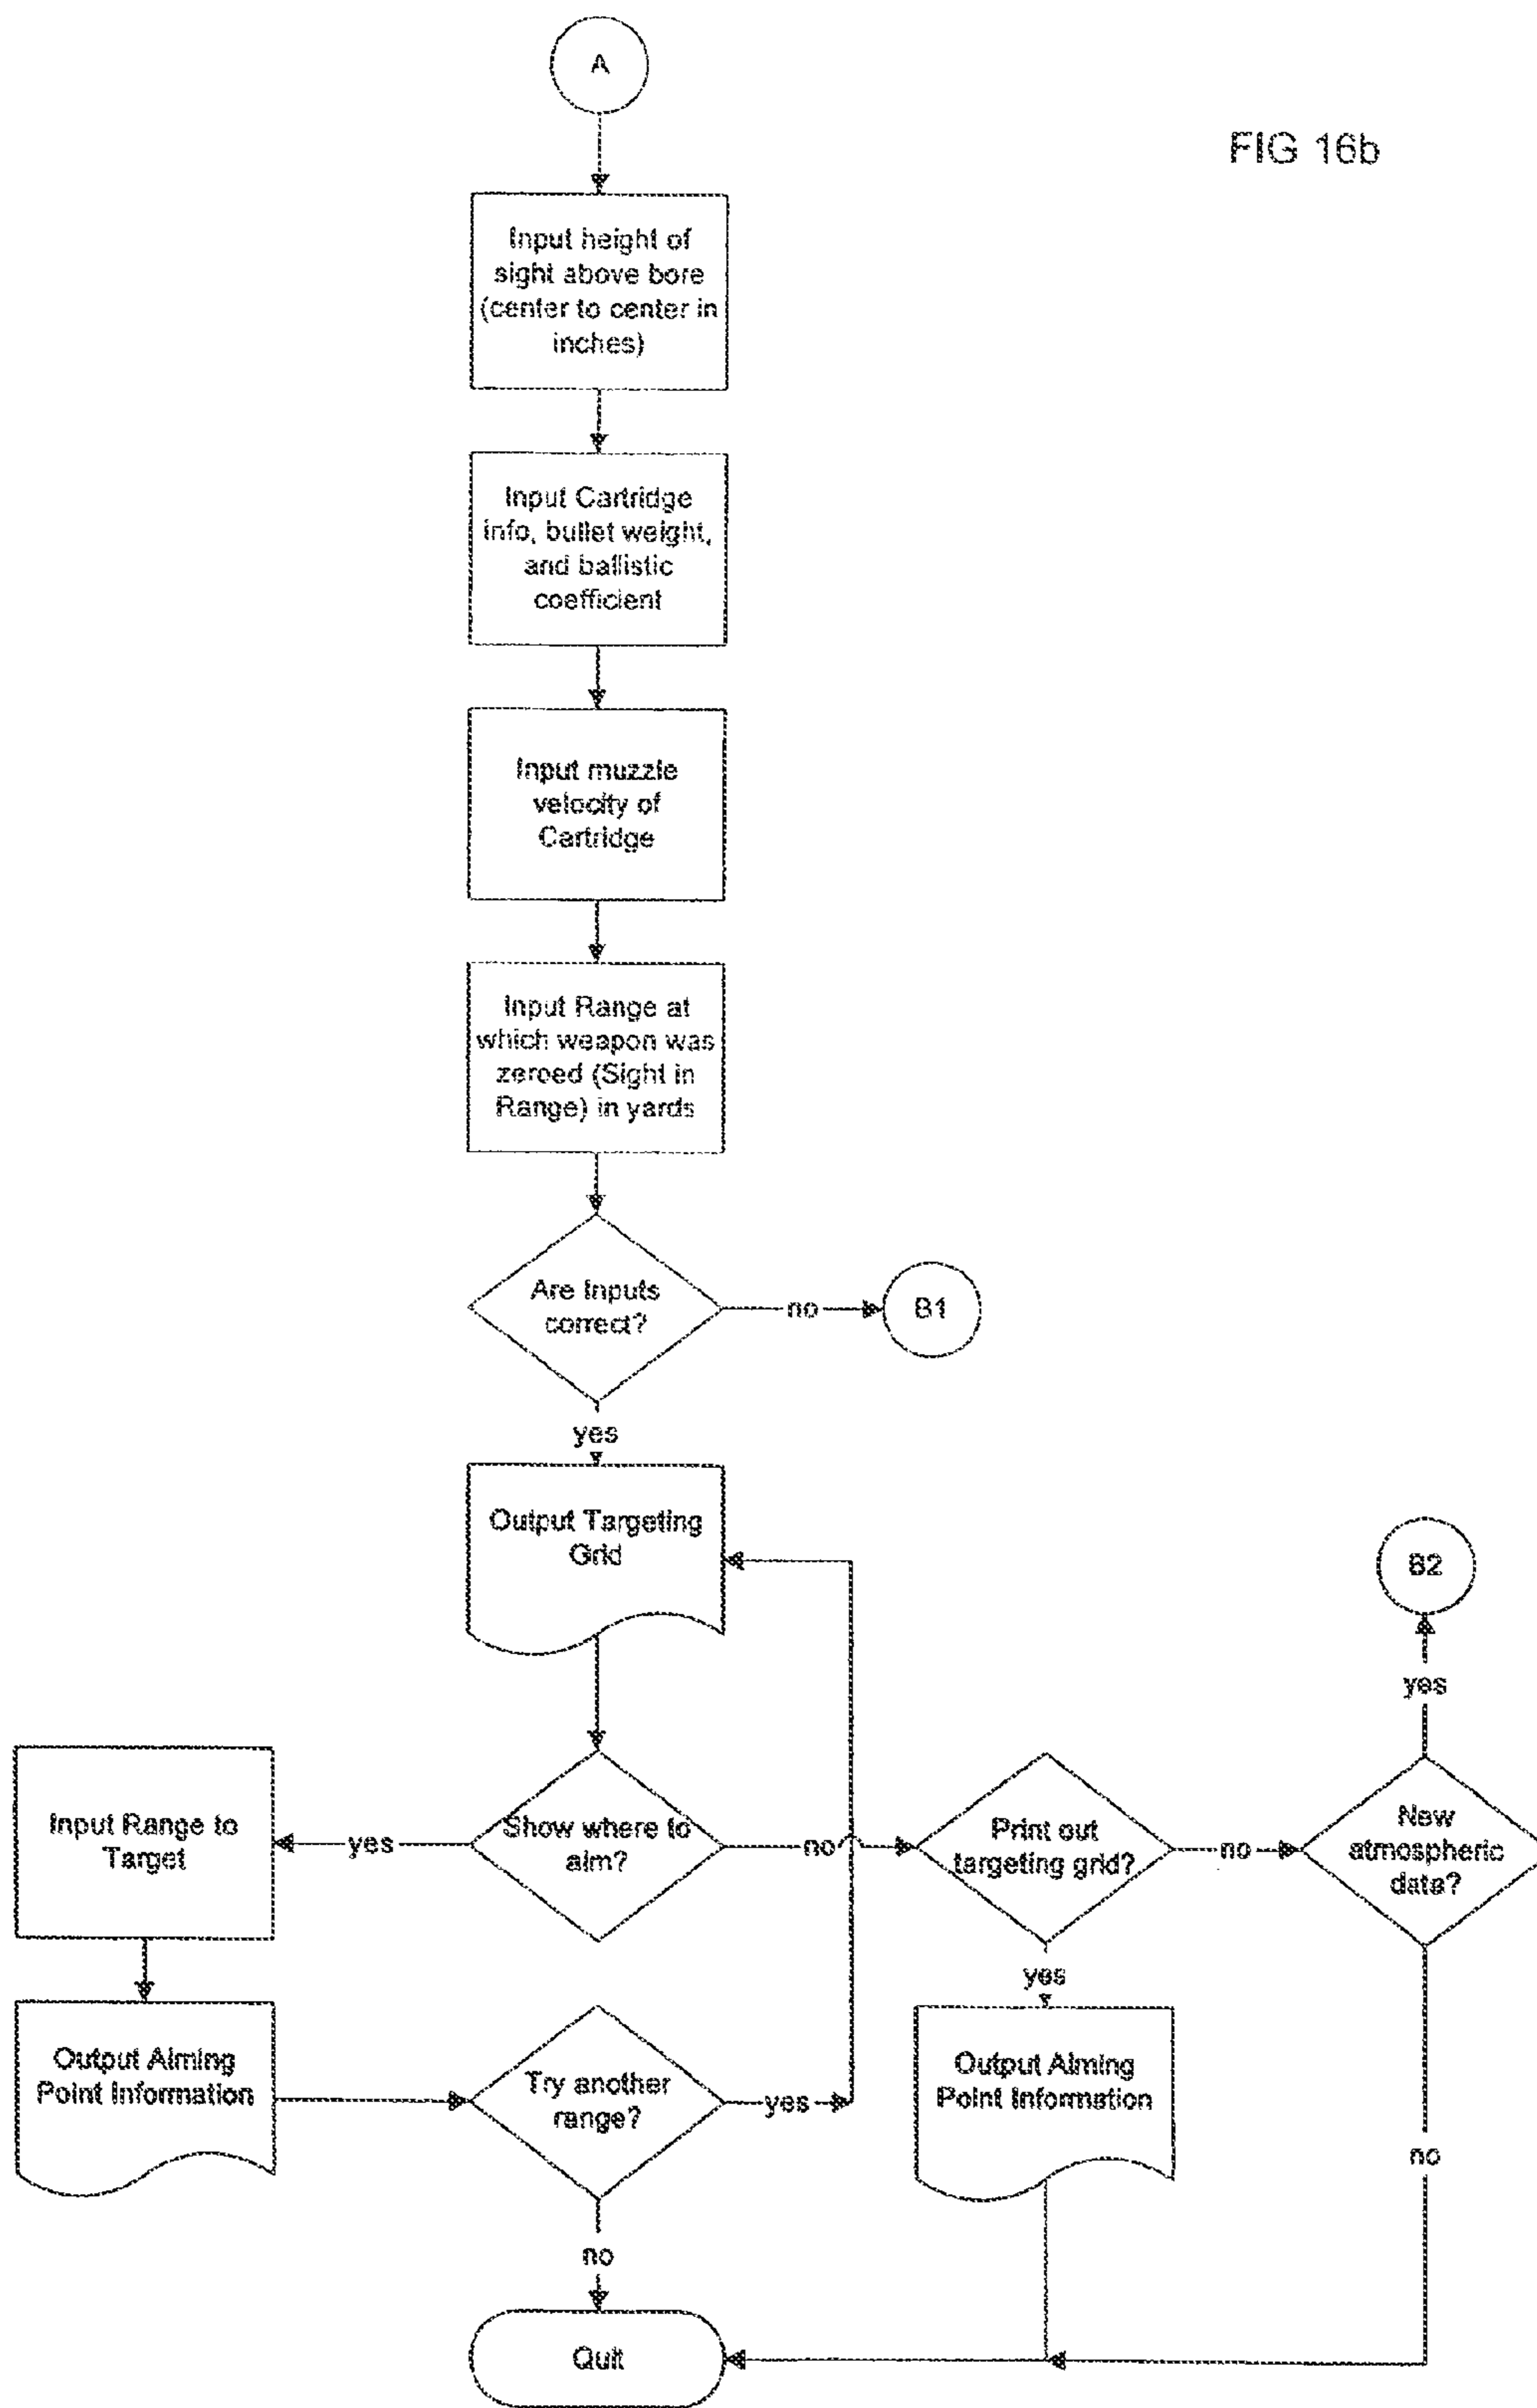 A
FIG 16b
Input height of
sight above bore
(center to center in
inches)
Input Cartridge
info, bullet weight,
and ballistic
coefficient
Input muzzle
velocity of
Cartridge
Input Range at
which weapon was
zeroed (Sight in
Range) in yards
Are Inputs
correct?
no
B1
yes
Output Targeting
Grid
B2
yes
Input Range to
Target
yes
Show where to
aim?
no
Print out
targeting grid?
no
New
atmospheric
data?
yes
Output Aiming
Point Information
Try another
range?
yes
Output Aiming
Point Information
no
no
Quit